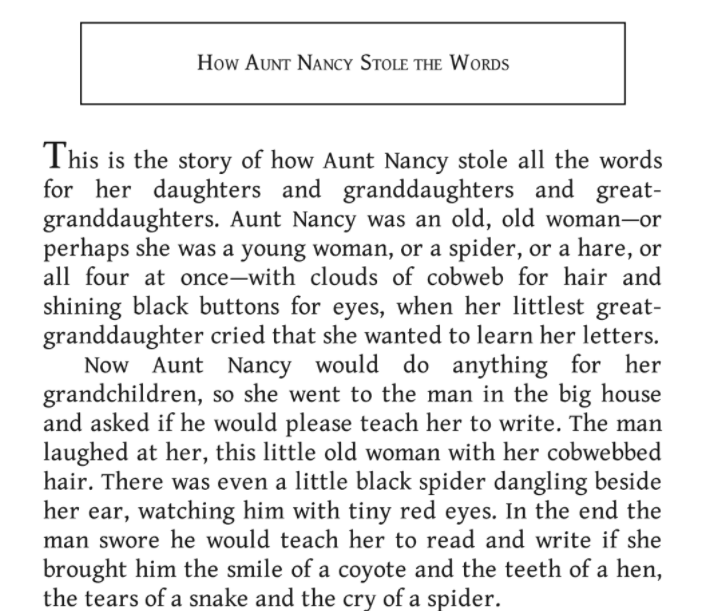 How Aunt Nancy Stole the Words
This is the story of how Aunt Nancy stole all the words
for her daughters and granddaughters and great-
granddaughters. Aunt Nancy was an old, old woman—or
perhaps she was a young woman, or a spider, or a hare, or
all four at once—with clouds of cobweb for hair and
shining black buttons for eyes, when her littlest great-
granddaughter cried that she wanted to learn her letters.
Now Aunt Nancy would do anything for her
grandchildren, so she went to the man in the big house
and asked if he would please teach her to write. The man
laughed at her, this little old woman with her cobwebbed
hair. There was even a little black spider dangling beside
her ear, watching him with tiny red eyes. In the end the
man swore he would teach her to read and write if she
brought him the smile of a coyote and the teeth of a hen,
the tears of a snake and the cry of a spider.